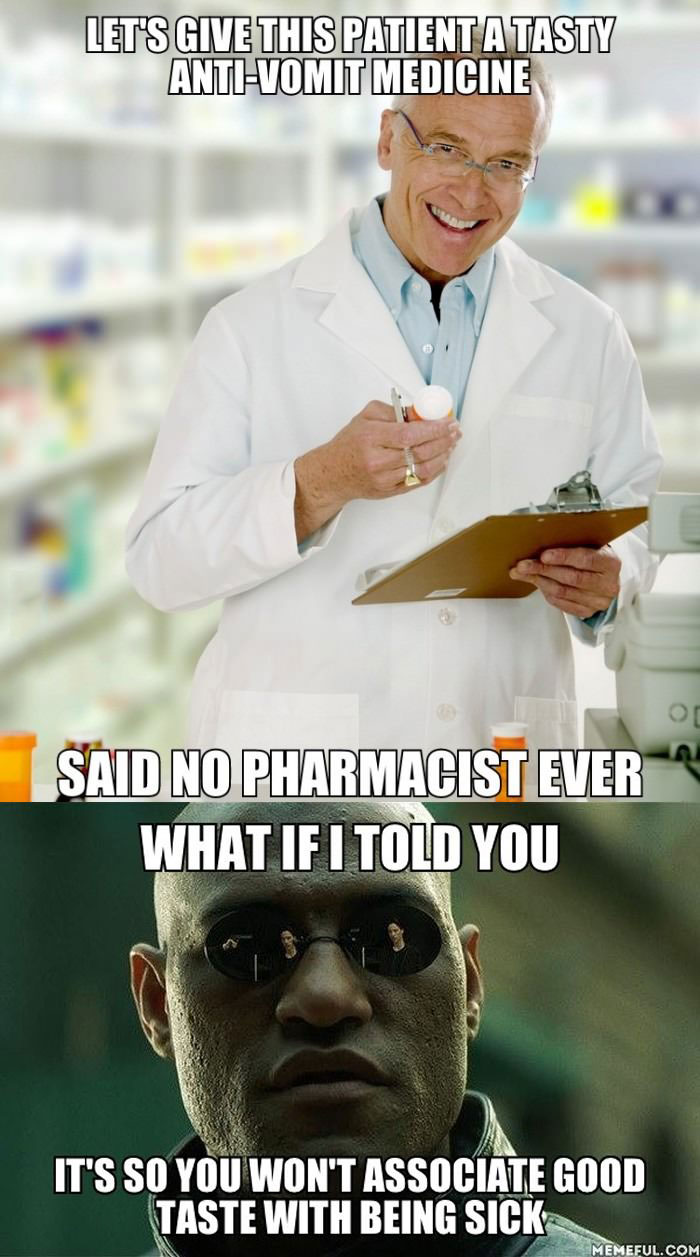 LET'S GIVE THIS PATIENT A TASTY
ANTI-VOMIT MEDICINE
SAID NO PHARMACIST EVER
WHAT IF I TOLD YOU
IT'S SO YOU WON'T ASSOCIATE GOOD
TASTE WITH BEING SICK
MEMEFUL.COM